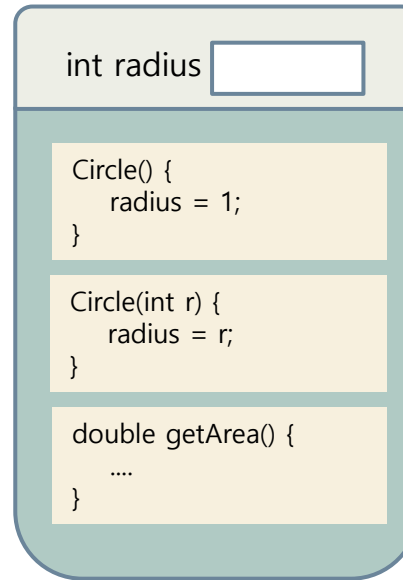 int radius
Circle() {
radius = 1;
}
Circle(int r) {
radius = r;
}
double getArea() {
....
}